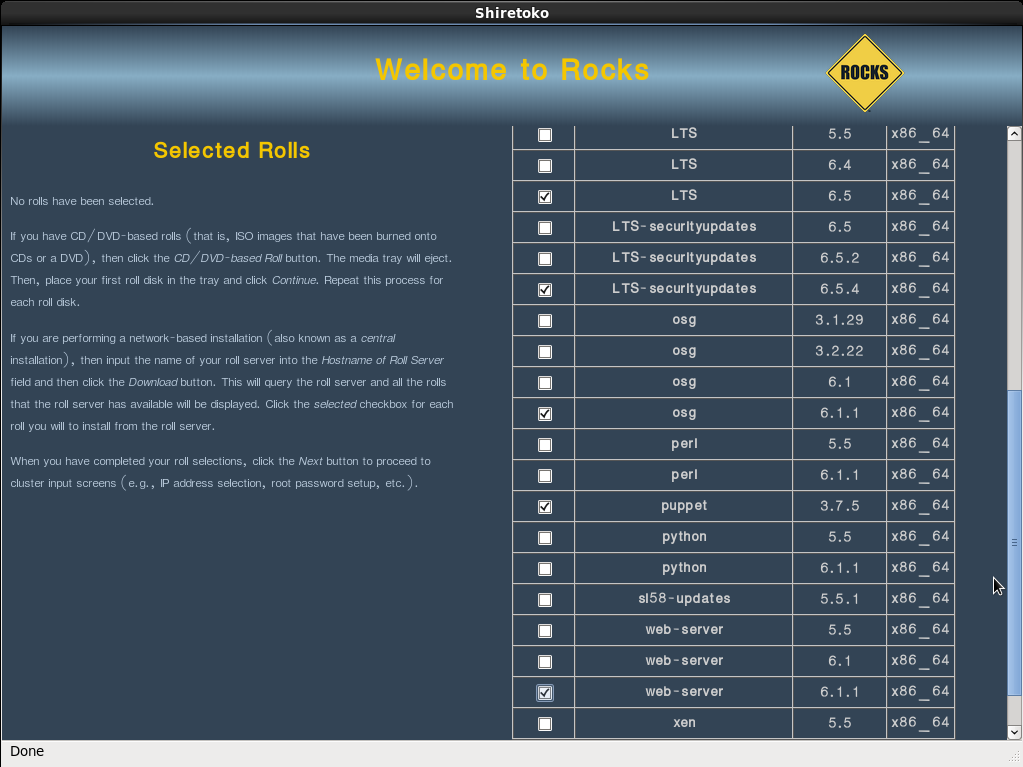 Shiretoko
Welcome to Rocks
ROCKS
Selected Rolls
No rolls have been selected.
If you have CD/DVD-based rolls (that is, ISO images that have been burned onto
CDs or a DVD), then click the CD/DVD-based Roll button. The media tray will eject.
Then, place your first roll disk in the tray and click Continue. Repeat this process for
each roll disk.
If you are performing a network-based installation (also known as a central
installation), then input the name of your roll server into the Hostname of Roll Server
field and then click the Download button. This will query the roll server and all the rolls
that the roll server has available will be displayed. Click the selected checkbox for each
roll you will to install from the roll server.
When you have completed your roll selections, click the Next button to proceed to
cluster input screens (e.g., IP address selection, root password setup, etc.).
LTS 5.5 x86_64
LTS 6.4 x86_64
LTS 6.5 x86_64
LTS-securityupdates 6.5 x86_64
LTS-securityupdates 6.5.2 x86_64
LTS-securityupdates 6.5.4 x86_64
osg 3.1.29 x86_64
osg 3.2.22 x86_64
osg 6.1 x86_64
osg 6.1.1 x86_64
perl 5.5 x86_64
perl 6.1.1 x86_64
puppet 3.7.5 x86_64
python 5.5 x86_64
python 6.1.1 x86_64
sl58-updates 5.5.1 x86_64
web-server 5.5 x86_64
web-server 6.1 x86_64
web-server 6.1.1 x86_64
xen 5.5 x86_64
Done